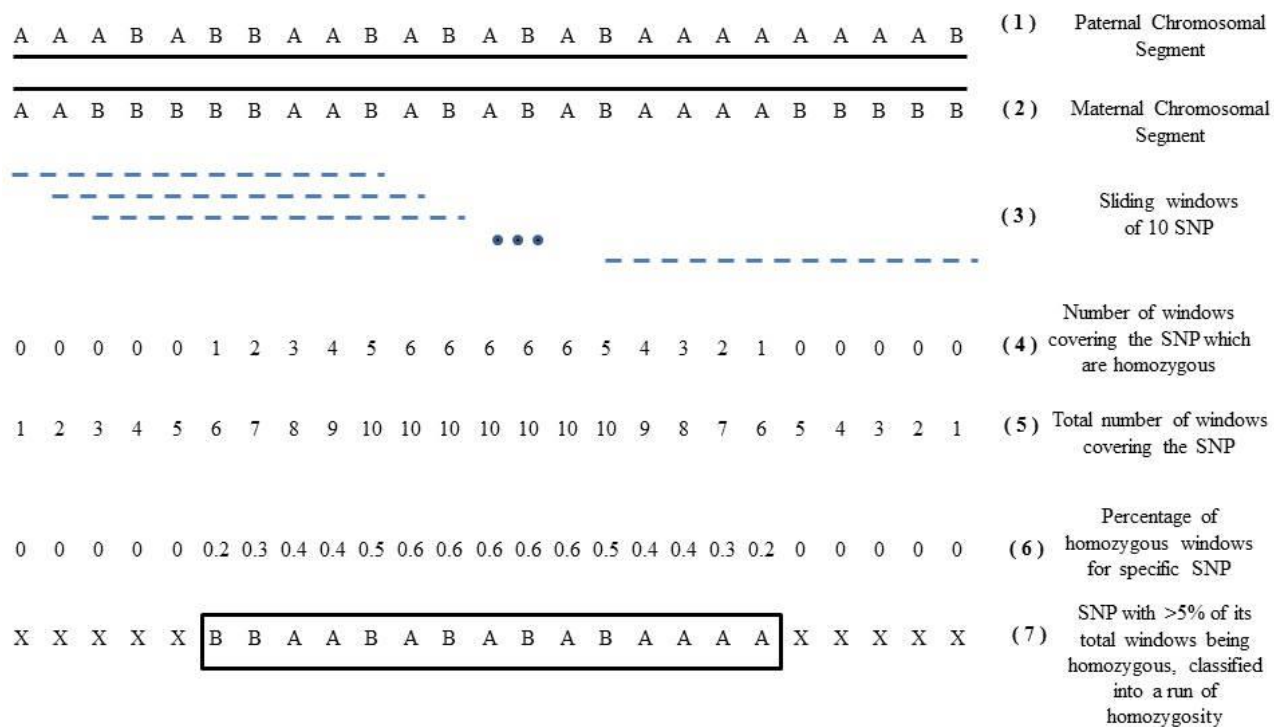 A A A B A B B A A B A B A B A B A A A A A A A A B
(1) Paternal Chromosomal
Segment
A A B B B B B A A B A B A B A B A A A A B B B B B
(2) Maternal Chromosomal
Segment
(3) Sliding windows
of 10 SNP
0 0 0 0 0 1 2 3 4 5 6 6 6 6 6 5 4 3 2 1 0 0 0 0 0
(4) Number of windows
covering the SNP which
are homozygous
1 2 3 4 5 6 7 8 9 10 10 10 10 10 10 10 9 8 7 6 5 4 3 2 1
(5) Total number of windows
covering the SNP
0 0 0 0 0 0.2 0.3 0.4 0.4 0.5 0.6 0.6 0.6 0.6 0.6 0.5 0.4 0.4 0.3 0.2 0 0 0 0 0
(6) Percentage of
homozygous windows
for specific SNP
X X X X X B B A A B A B A B A B A A A A X X X X X
(7) SNP with >5% of its
total windows being
homozygous, classified
into a run of
homozygosity